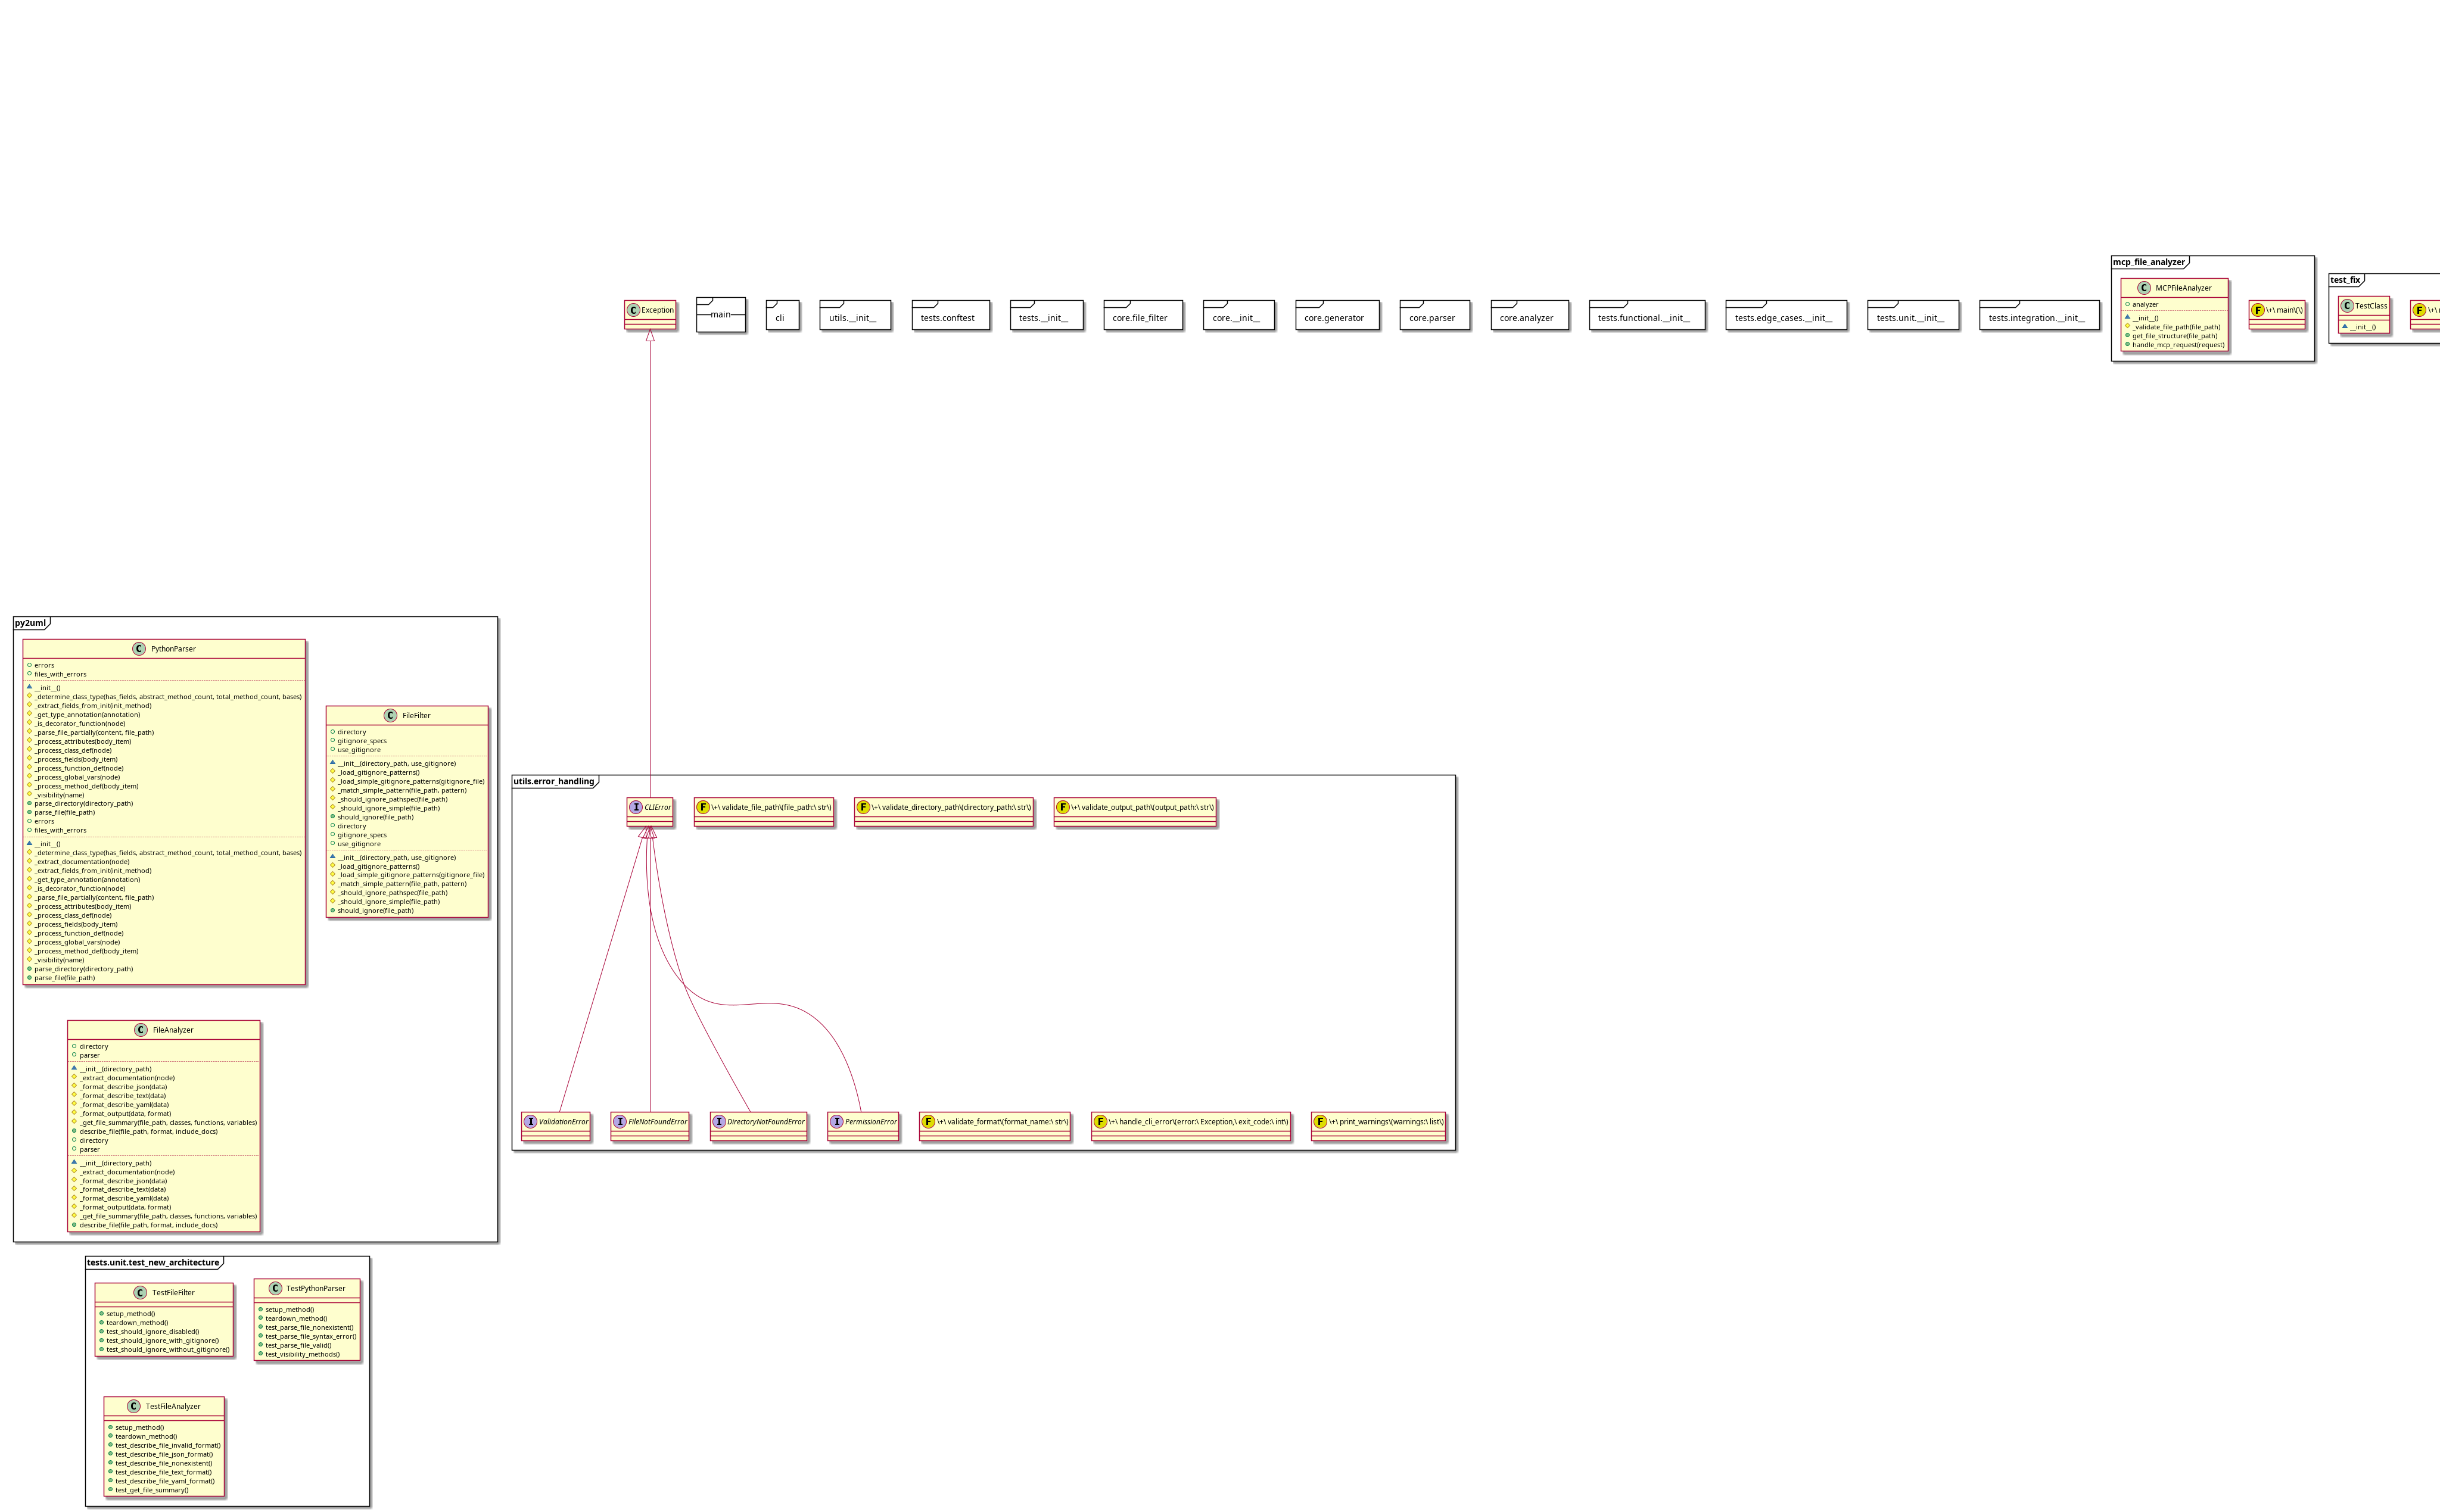 Exception
main
cli
utils.__init__
tests.conftest
tests.__init__
core.file_filter
core.__init__
core.generator
core.parser
core.analyzer
tests.functional.__init__
tests.edge_cases.__init__
tests.unit.__init__
tests.integration.__init__
mcp_file_analyzer
MCPFileAnalyzer
analyzer
__init__()
_validate_file_path(file_path)
get_file_structure(file_path)
handle_mcp_request(request)
\+\ main\(\)
test_fix
TestClass
__init__()
py2uml
PythonParser
errors
files_with_errors
__init__()
_determine_class_type(has_fields, abstract_method_count, total_method_count, bases)
_extract_fields_from_init(init_method)
_get_type_annotation(annotation)
_is_decorator_function(node)
_parse_file_partially(content, file_path)
_process_attributes(body_item)
_process_class_def(node)
_process_fields(body_item)
_process_function_def(node)
_process_global_vars(node)
_process_method_def(body_item)
_visibility(name)
parse_directory(directory_path)
parse_file(file_path)
errors
files_with_errors
__init__()
_determine_class_type(has_fields, abstract_method_count, total_method_count, bases)
_extract_documentation(node)
_extract_fields_from_init(init_method)
_get_type_annotation(annotation)
_is_decorator_function(node)
_parse_file_partially(content, file_path)
_process_attributes(body_item)
_process_class_def(node)
_process_fields(body_item)
_process_function_def(node)
_process_global_vars(node)
_process_method_def(body_item)
_visibility(name)
parse_directory(directory_path)
parse_file(file_path)
FileFilter
directory
gitignore_specs
use_gitignore
__init__(directory_path, use_gitignore)
_load_gitignore_patterns()
_load_simple_gitignore_patterns(gitignore_file)
_match_simple_pattern(file_path, pattern)
_should_ignore_pathspec(file_path)
_should_ignore_simple(file_path)
should_ignore(file_path)
directory
gitignore_specs
use_gitignore
__init__(directory_path, use_gitignore)
_load_gitignore_patterns()
_load_simple_gitignore_patterns(gitignore_file)
_match_simple_pattern(file_path, pattern)
_should_ignore_pathspec(file_path)
_should_ignore_simple(file_path)
should_ignore(file_path)
FileAnalyzer
directory
parser
__init__(directory_path)
_extract_documentation(node)
_format_describe_json(data)
_format_describe_text(data)
_format_describe_yaml(data)
_format_output(data, format)
_get_file_summary(file_path, classes, functions, variables)
describe_file(file_path, format, include_docs)
directory
parser
__init__(directory_path)
_extract_documentation(node)
_format_describe_json(data)
_format_describe_text(data)
_format_describe_yaml(data)
_format_output(data, format)
_get_file_summary(file_path, classes, functions, variables)
describe_file(file_path, format, include_docs)
utils.error_handling
CLIError
\+\ validate_file_path\(file_path:\ str\)
\+\ validate_directory_path\(directory_path:\ str\)
\+\ validate_output_path\(output_path:\ str\)
ValidationError
FileNotFoundError
DirectoryNotFoundError
PermissionError
\+\ validate_format\(format_name:\ str\)
\+\ handle_cli_error\(error:\ Exception,\ exit_code:\ int\)
\+\ print_warnings\(warnings:\ list\)
tests.unit.test_new_architecture
TestFileFilter
setup_method()
teardown_method()
test_should_ignore_disabled()
test_should_ignore_with_gitignore()
test_should_ignore_without_gitignore()
TestPythonParser
setup_method()
teardown_method()
test_parse_file_nonexistent()
test_parse_file_syntax_error()
test_parse_file_valid()
test_visibility_methods()
TestFileAnalyzer
setup_method()
teardown_method()
test_describe_file_invalid_format()
test_describe_file_json_format()
test_describe_file_nonexistent()
test_describe_file_text_format()
test_describe_file_yaml_format()
test_get_file_summary()